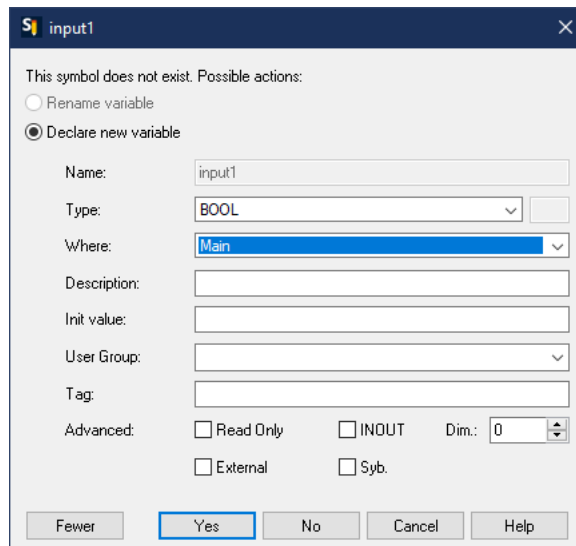 input1
This symbol does not exist. Possible actions:
Rename variable
Declare new variable
Name: input1
Type: BOOL
Where: Main
Description:
Init value:
User Group:
Tag:
Advanced: Read Only INOUT Dim.: 0
External Syb.
Fewer Yes No Cancel Help